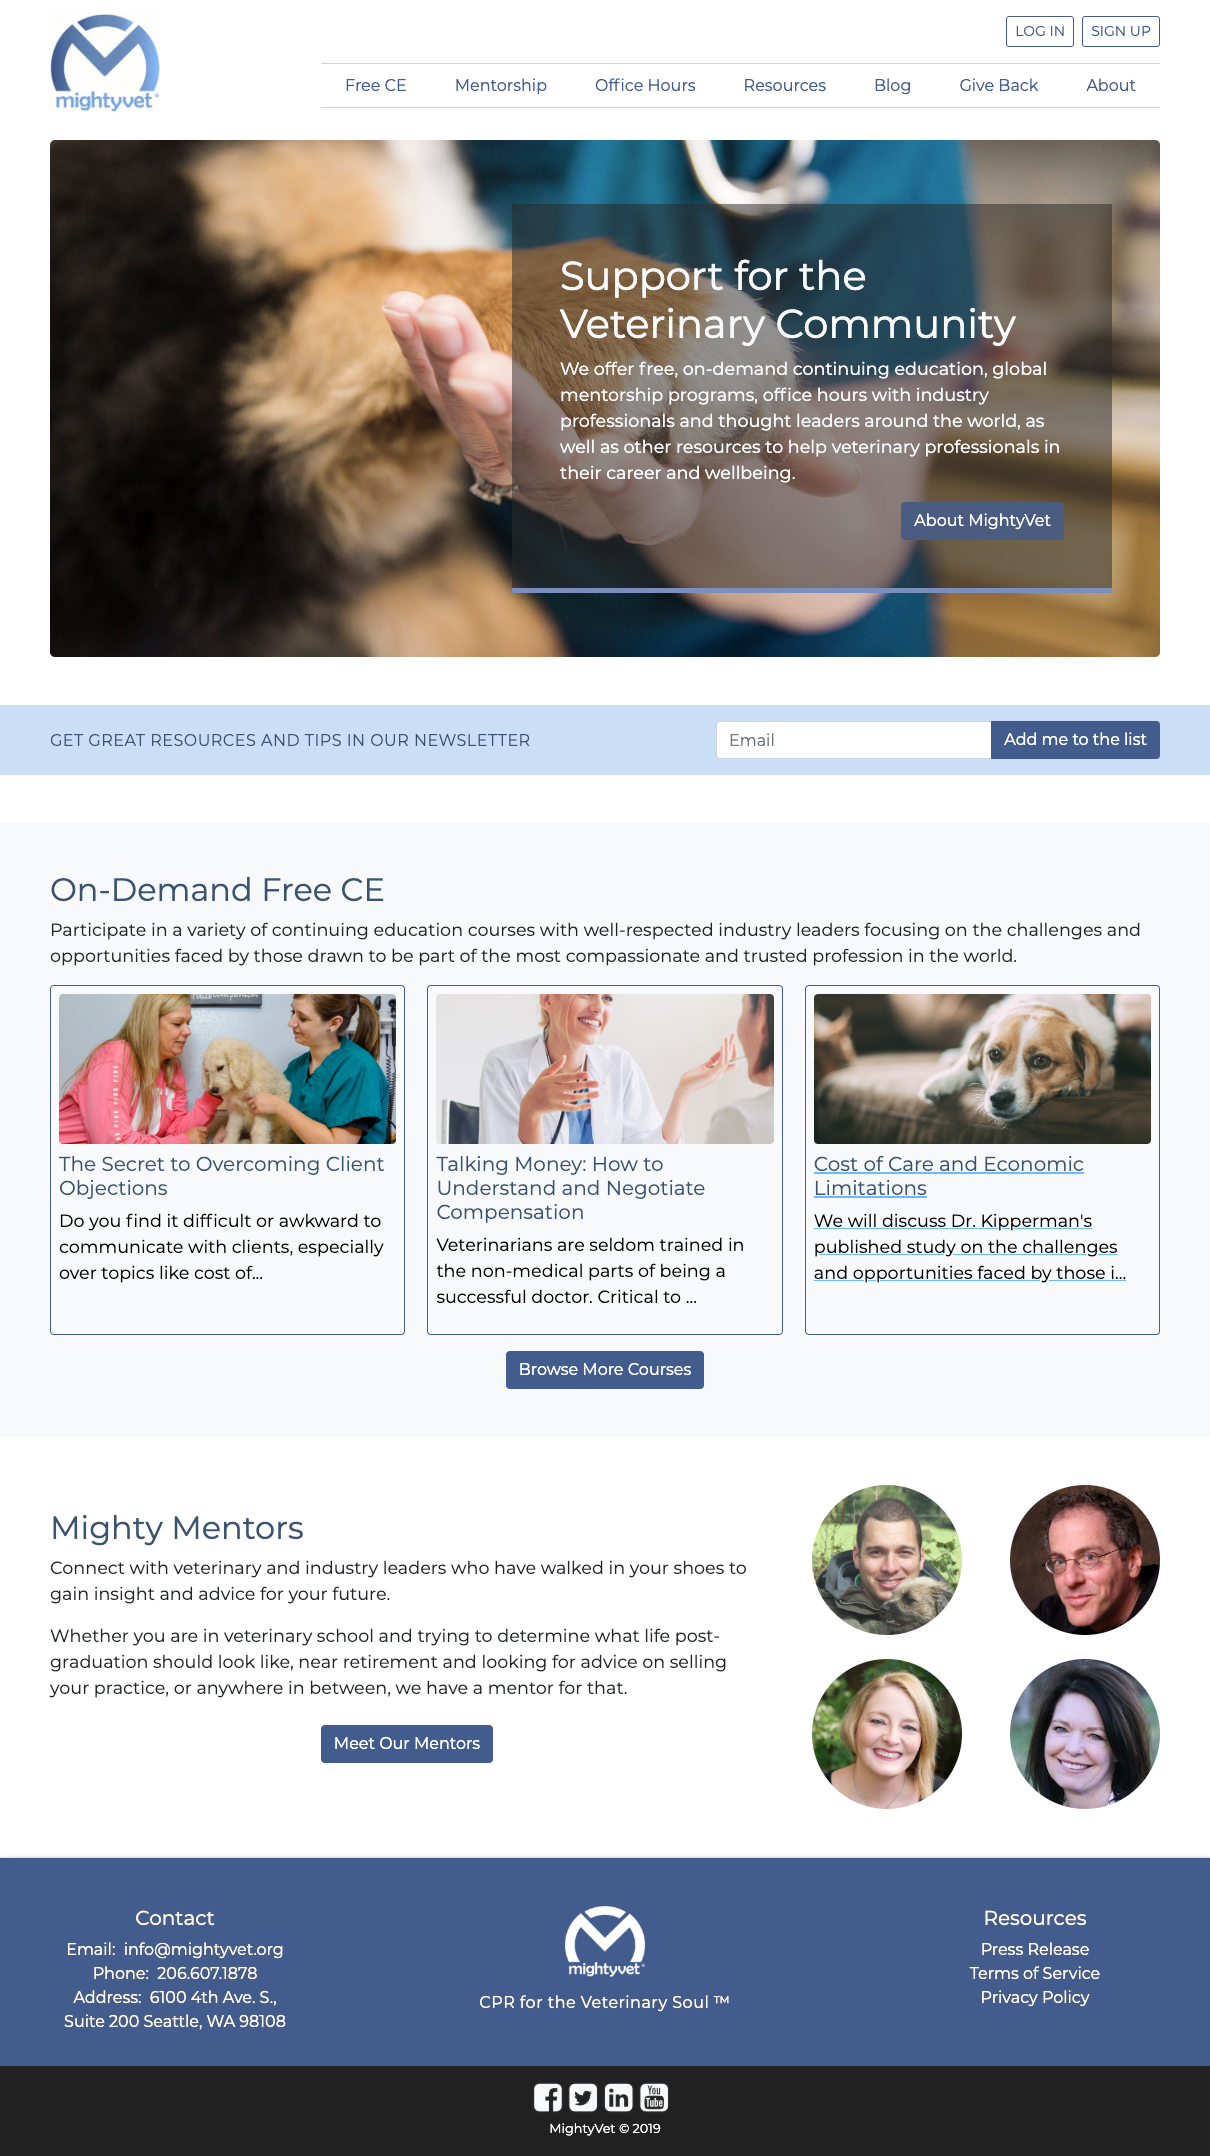 mightyvet®
LOG IN
SIGN UP
Free CE
Mentorship
Office Hours
Resources
Blog
Give Back
About
Support for the
Veterinary Community
We offer free, on-demand continuing education, global
mentorship programs, office hours with industry
professionals and thought leaders around the world, as
well as other resources to help veterinary professionals in
their career and wellbeing.
About MightyVet
GET GREAT RESOURCES AND TIPS IN OUR NEWSLETTER
Email
Add me to the list
On-Demand Free CE
Participate in a variety of continuing education courses with well-respected industry leaders focusing on the challenges and
opportunities faced by those drawn to be part of the most compassionate and trusted profession in the world.
The Secret to Overcoming Client
Objections
Do you find it difficult or awkward to
communicate with clients, especially
over topics like cost of...
Talking Money: How to
Understand and Negotiate
Compensation
Veterinarians are seldom trained in
the non-medical parts of being a
successful doctor. Critical to ...
Cost of Care and Economic
Limitations
We will discuss Dr. Kipperman's
published study on the challenges
and opportunities faced by those i...
Browse More Courses
Mighty Mentors
Connect with veterinary and industry leaders who have walked in your shoes to
gain insight and advice for your future.
Whether you are in veterinary school and trying to determine what life post-
graduation should look like, near retirement and looking for advice on selling
your practice, or anywhere in between, we have a mentor for that.
Meet Our Mentors
Contact
Email: info@mightyvet.org
Phone: 206.607.1878
Address: 6100 4th Ave. S.,
Suite 200 Seattle, WA 98108
mightyvet®
CPR for the Veterinary Soul ™
Resources
Press Release
Terms of Service
Privacy Policy
You
Tube
MightyVet © 2019